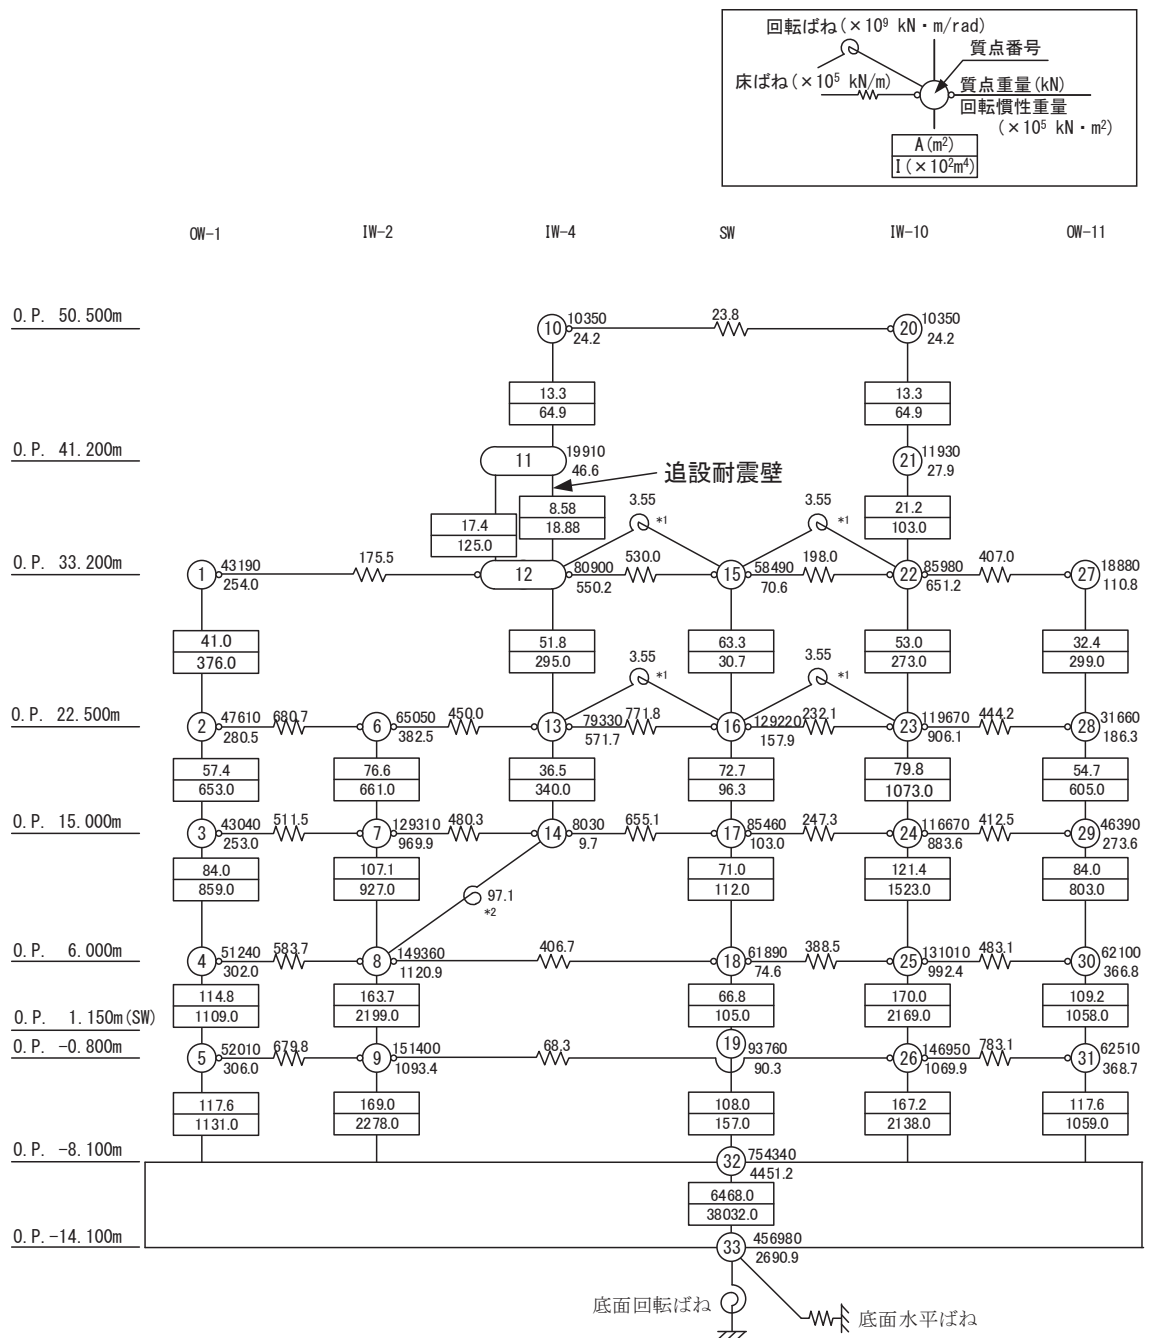 回転ばね(×10⁹ kN・m/rad)
質点番号
床ばね(×10⁵ kN/m)
質点重量(kN)
回転慣性重量
(×10⁵ kN・m²)
A(m²)
I(×10²m⁴)
OW-1 IW-2 IW-4 SW IW-10 OW-11
O.P. 50.500m
10 10350 23.8 20 10350
24.2 24.2
13.3 13.3
64.9 64.9
O.P. 41.200m
11 19910 21 11930
46.6 27.9
追設耐震壁
8.58 3.55 3.55 21.2
17.4 18.88 *1 *1 103.0
125.0
O.P. 33.200m
1 43190 175.5 12 80900 530.0 15 58490 198.0 22 85980 407.0 27 18880
254.0 550.2 70.6 651.2 110.8
41.0 51.8 63.3 53.0 32.4
376.0 295.0 30.7 273.0 299.0
3.55 3.55
*1 *1
O.P. 22.500m
2 47610 680.7 6 65050 450.0 13 79330 771.8 16 129220 232.1 23 119670 444.2 28 31660
280.5 382.5 571.7 157.9 906.1 186.3
57.4 76.6 36.5 72.7 79.8 54.7
653.0 661.0 340.0 96.3 1073.0 605.0
O.P. 15.000m
3 43040 511.5 7 129310 480.3 14 8030 655.1 17 85460 247.3 24 116670 412.5 29 46390
253.0 969.9 9.7 103.0 883.6 273.6
84.0 107.1 71.0 121.4 84.0
859.0 927.0 112.0 1523.0 803.0
97.1
*2
O.P. 6.000m
4 51240 583.7 8 149360 406.7 18 61890 388.5 25 131010 483.1 30 62100
302.0 1120.9 74.6 992.4 366.8
114.8 163.7 66.8 170.0 109.2
1109.0 2199.0 105.0 2169.0 1058.0
O.P. 1.150m(SW)
O.P. -0.800m
5 52010 679.8 9 151400 68.3 19 93760 26 146950 783.1 31 62510
306.0 1093.4 90.3 1069.9 368.7
117.6 169.0 108.0 167.2 117.6
1131.0 2278.0 157.0 2138.0 1059.0
O.P. -8.100m
32 754340
4451.2
6468.0
38032.0
O.P.-14.100m
33 456980
2690.9
底面回転ばね
底面水平ばね